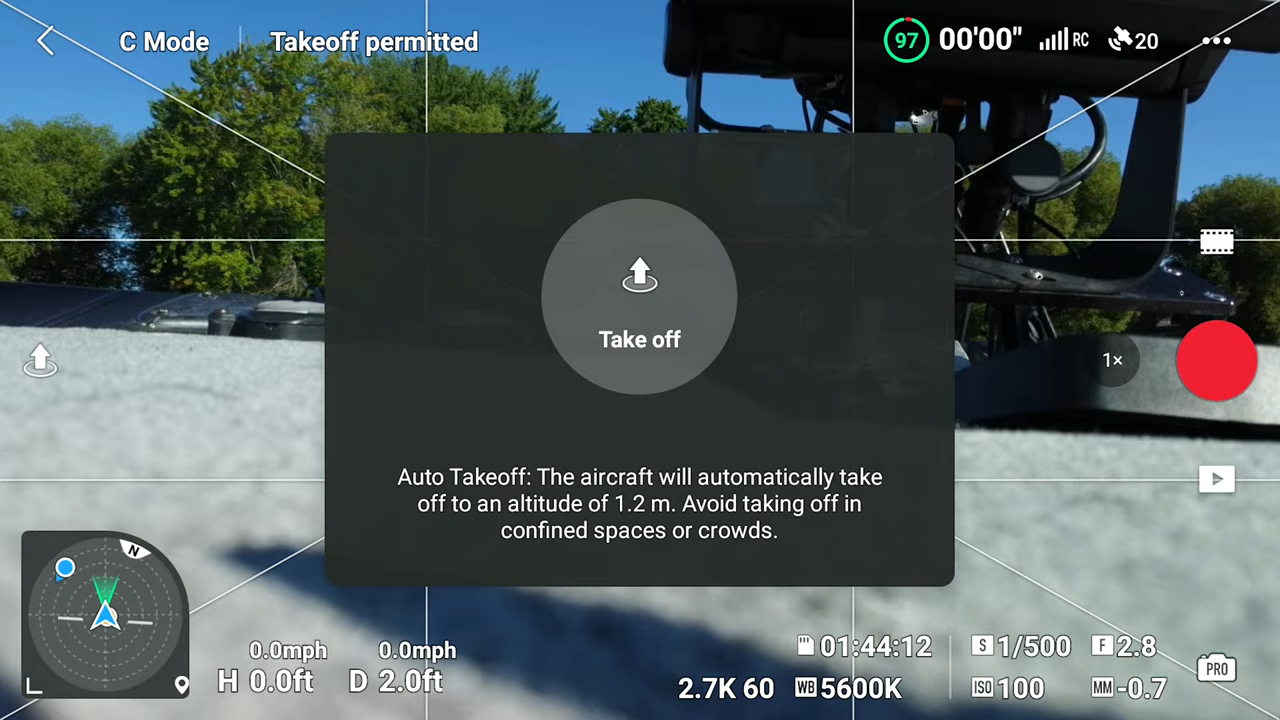 C Mode
Takeoff permitted
97
00'00"
RC
20
Take off
1×
Auto Takeoff: The aircraft will automatically take
off to an altitude of 1.2 m. Avoid taking off in
confined spaces or crowds.
N
L
0.0mph
0.0mph
H 0.0ft
D 2.0ft
01:44:12
S 1/500
F 2.8
2.7K 60
WB 5600K
ISO 100
MM -0.7
PRO